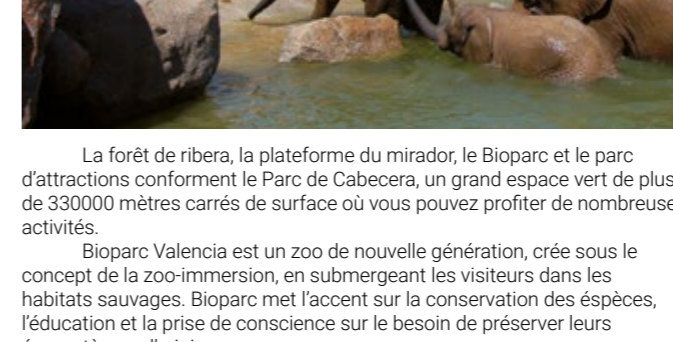 La forêt de ribera, la plateforme du mirador, le Bioparc et le parc
d'attractions conforment le Parc de Cabecera, un grand espace vert de plus
de 330000 mètres carrés de surface où vous pouvez profiter de nombreuse
activités.
Bioparc Valencia est un zoo de nouvelle génération, crée sous le
concept de la zoo-immersion, en submergeant les visiteurs dans les
habitats sauvages. Bioparc met l'accent sur la conservation des éspèces,
l'éducation et la prise de conscience sur le besoin de préserver leurs